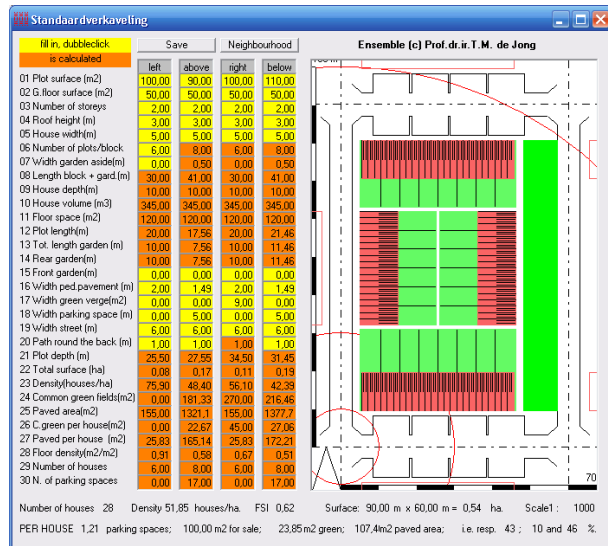 Standaardverkaveling
fill in, dubbleclick
Save
Neighbourhood
Ensemble (c) Prof.dr.ir.T.M. de Jong
is calculated
left above right below
01 Plot surface (m2) 100,00 90,00 100,00 110,00
02 G.floor surface (m2) 50,00 50,00 50,00 50,00
03 Number of storeys 2,00 2,00 2,00 2,00
04 Roof height (m) 3,00 3,00 3,00 3,00
05 House width(m) 5,00 5,00 5,00 5,00
06 Number of plots/block 6,00 8,00 6,00 8,00
07 Width garden aside(m) 0,00 0,50 0,00 0,50
08 Length block + gard.(m) 30,00 41,00 30,00 41,00
09 House depth(m) 10,00 10,00 10,00 10,00
10 House volume (m3) 345,00 345,00 345,00 345,00
11 Floor space (m2) 120,00 120,00 120,00 120,00
12 Plot length(m) 20,00 17,56 20,00 21,46
13 Tot. length garden (m) 10,00 7,56 10,00 11,46
14 Rear garden(m) 10,00 7,56 10,00 11,46
15 Front garden(m) 0,00 0,00 0,00 0,00
16 Width ped.pavement (m) 2,00 1,49 2,00 1,49
17 Width green verge(m2) 0,00 0,00 9,00 0,00
18 Width parking space (m) 0,00 5,00 0,00 5,00
19 Width street (m) 6,00 6,00 6,00 6,00
20 Path round the back (m) 1,00 1,00 1,00 1,00
21 Plot depth (m) 25,50 27,55 34,50 31,45
22 Total surface (ha) 0,08 0,17 0,11 0,19
23 Density(houses/ha) 75,90 48,40 56,10 42,39
24 Common green fields(m2) 0,00 181,33 270,00 216,46
25 Paved area(m2) 155,00 1321,1 155,00 1377,7
26 C.green per house(m2) 0,00 22,67 45,00 27,06
27 Paved per house (m2) 25,83 165,14 25,83 172,21
28 Floor density(m2/m2) 0,91 0,58 0,67 0,51
29 Number of houses 6,00 8,00 6,00 8,00
30 N. of parking spaces 0,00 17,00 0,00 17,00
70
Number of houses 28 Density 51,85 houses/ha. FSI 0,62 Surface: 90,00 m x 60,00 m = 0,54 ha. Scale1 : 1000
PER HOUSE 1,21 parking spaces; 100,00 m2 for sale; 23,85 m2 green; 107,4m2 paved area; i.e. resp. 43 ; 10 and 46 %.